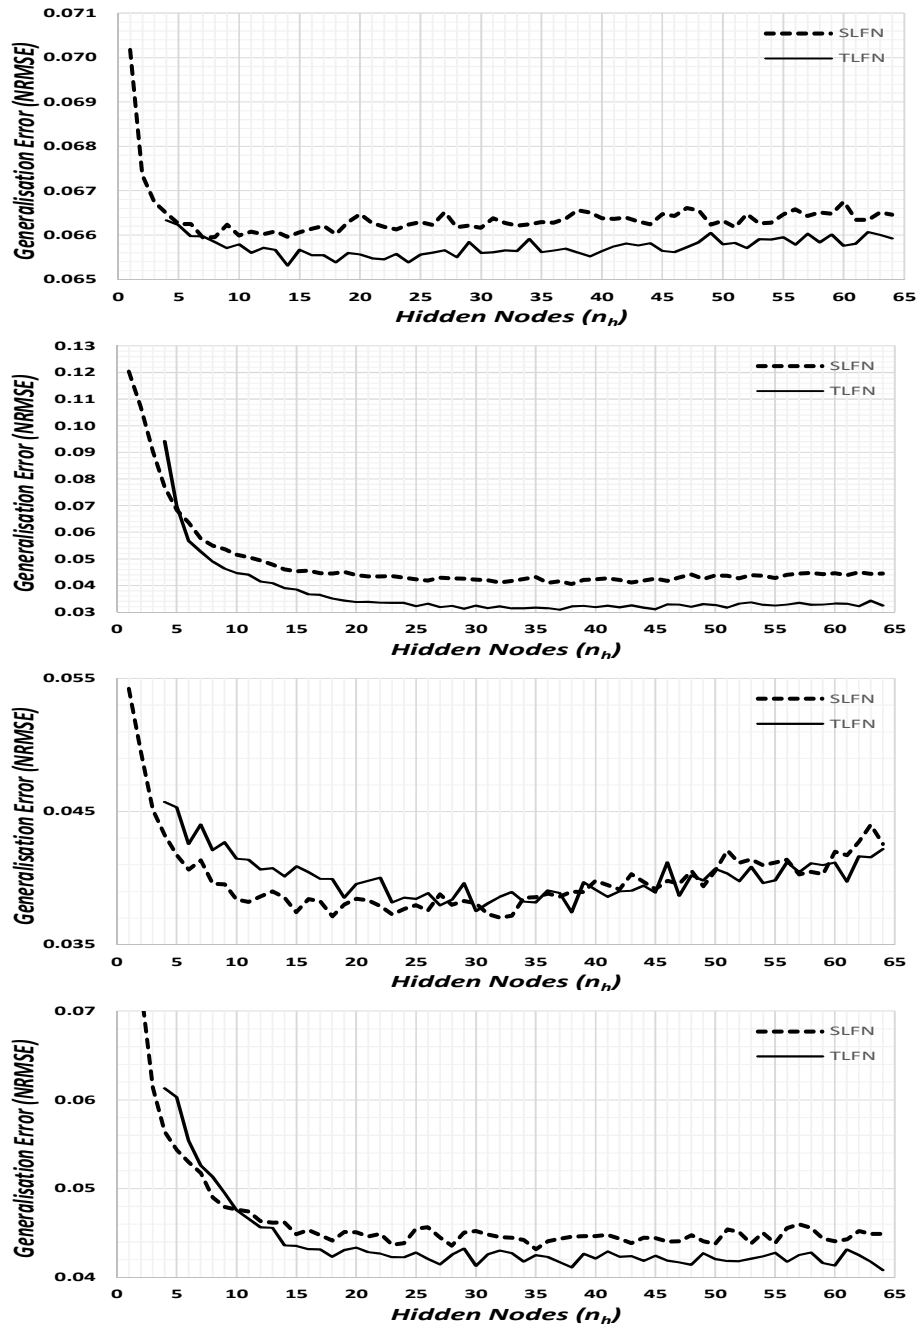 0.071
0.070
0.069
0.068
0.067
0.066
0.065
Generalisation Error (NRMSE)
SLFN
TLFN
0 5 10 15 20 25 30 35 40 45 50 55 60 65
Hidden Nodes (nh)
0.13
0.12
0.11
0.10
0.09
0.08
0.07
0.06
0.05
0.04
0.03
Generalisation Error (NRMSE)
SLFN
TLFN
0 5 10 15 20 25 30 35 40 45 50 55 60 65
Hidden Nodes (nh)
0.055
0.045
0.035
Generalisation Error (NRMSE)
SLFN
TLFN
0 5 10 15 20 25 30 35 40 45 50 55 60 65
Hidden Nodes (nh)
0.07
0.06
0.05
0.04
Generalisation Error (NRMSE)
SLFN
TLFN
0 5 10 15 20 25 30 35 40 45 50 55 60 65
Hidden Nodes (nh)